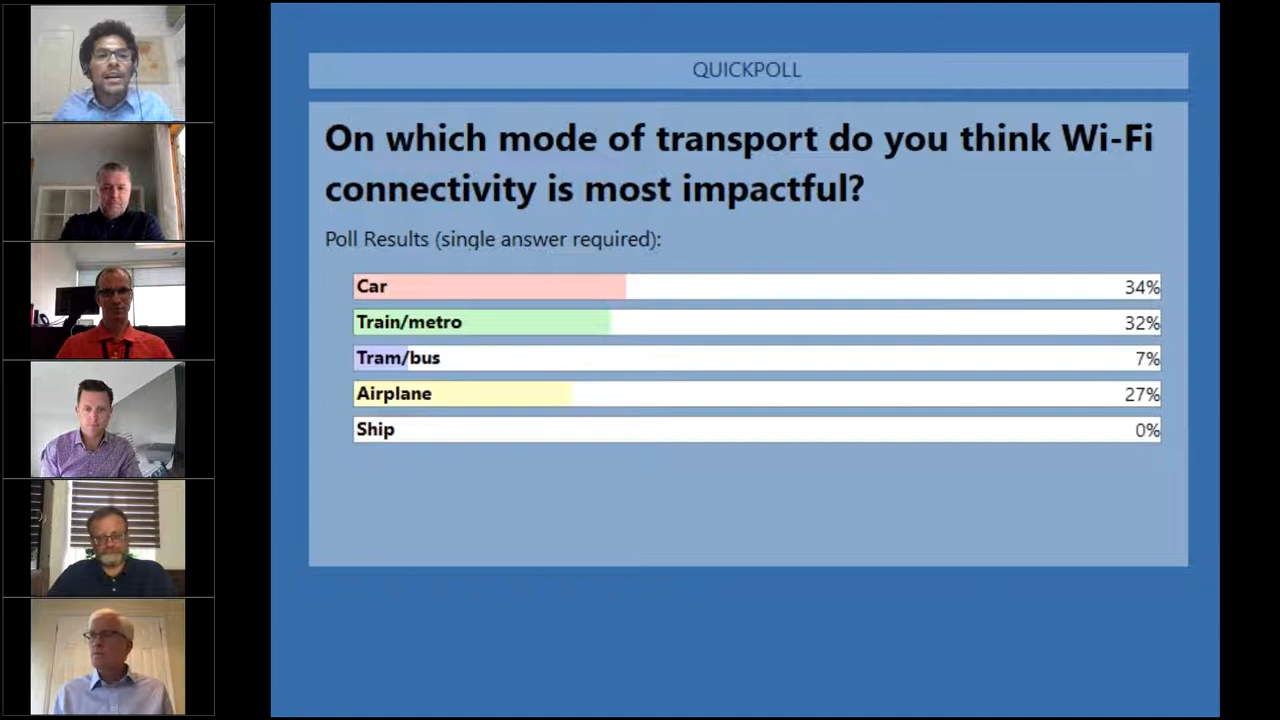 QUICKPOLL
On which mode of transport do you think Wi-Fi
connectivity is most impactful?
Poll Results (single answer required):
Car 34%
Train/metro 32%
Tram/bus 7%
Airplane 27%
Ship 0%